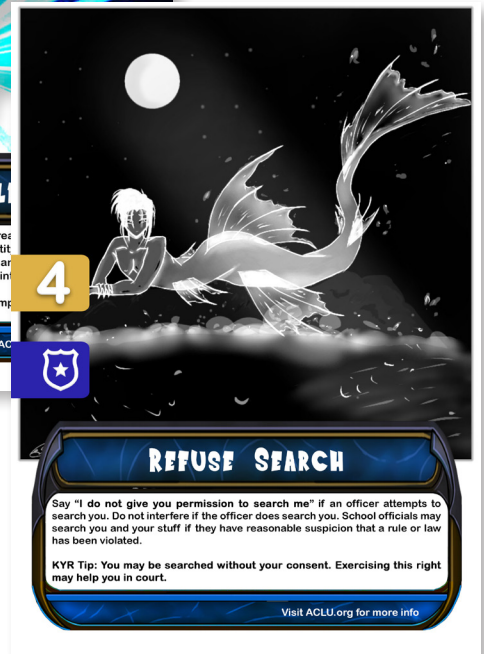 4
REFUSE SEARCH
Say “I do not give you permission to search me” if an officer attempts to
search you. Do not interfere if the officer does search you. School officials may
search you and your stuff if they have reasonable suspicion that a rule or law
has been violated.
KYR Tip: You may be searched without your consent. Exercising this right
may help you in court.
Visit ACLU.org for more info